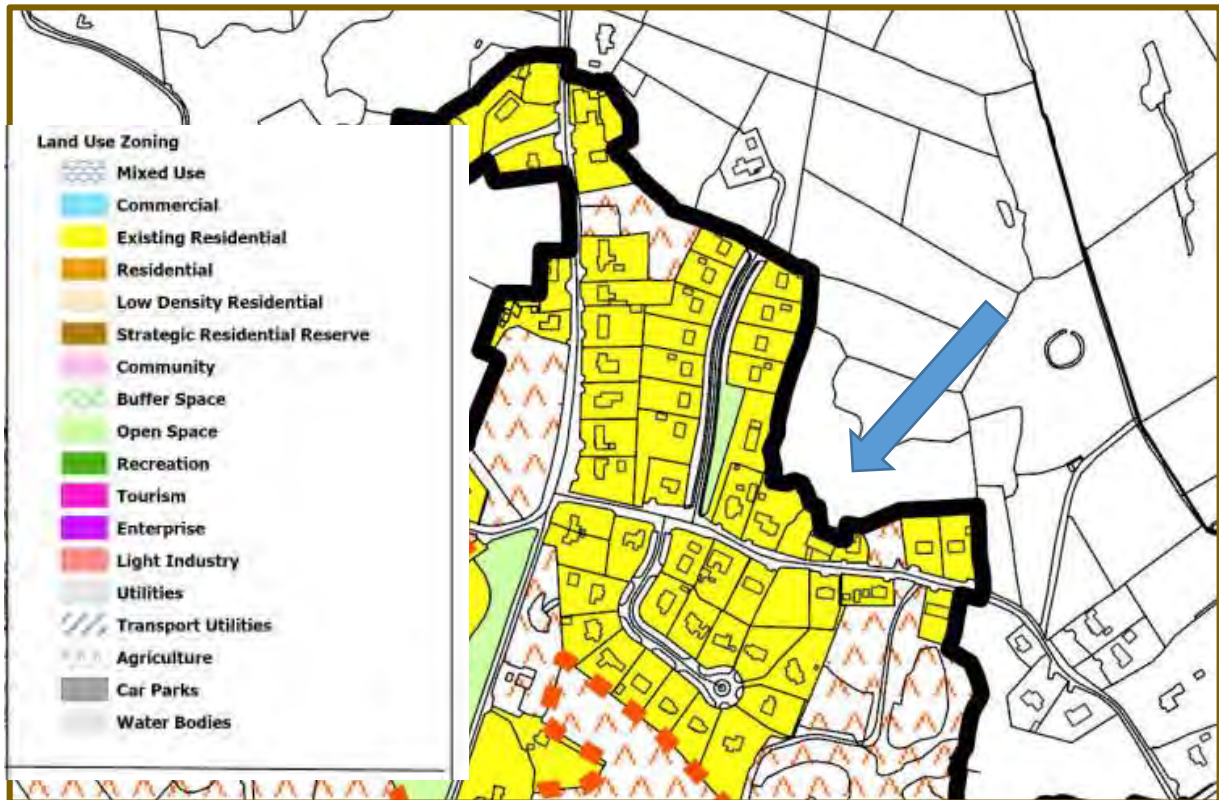 Land Use Zoning
Mixed Use
Commercial
Existing Residential
Residential
Low Density Residential
Strategic Residential Reserve
Community
Buffer Space
Open Space
Recreation
Tourism
Enterprise
Light Industry
Utilities
Transport Utilities
Agriculture
Car Parks
Water Bodies